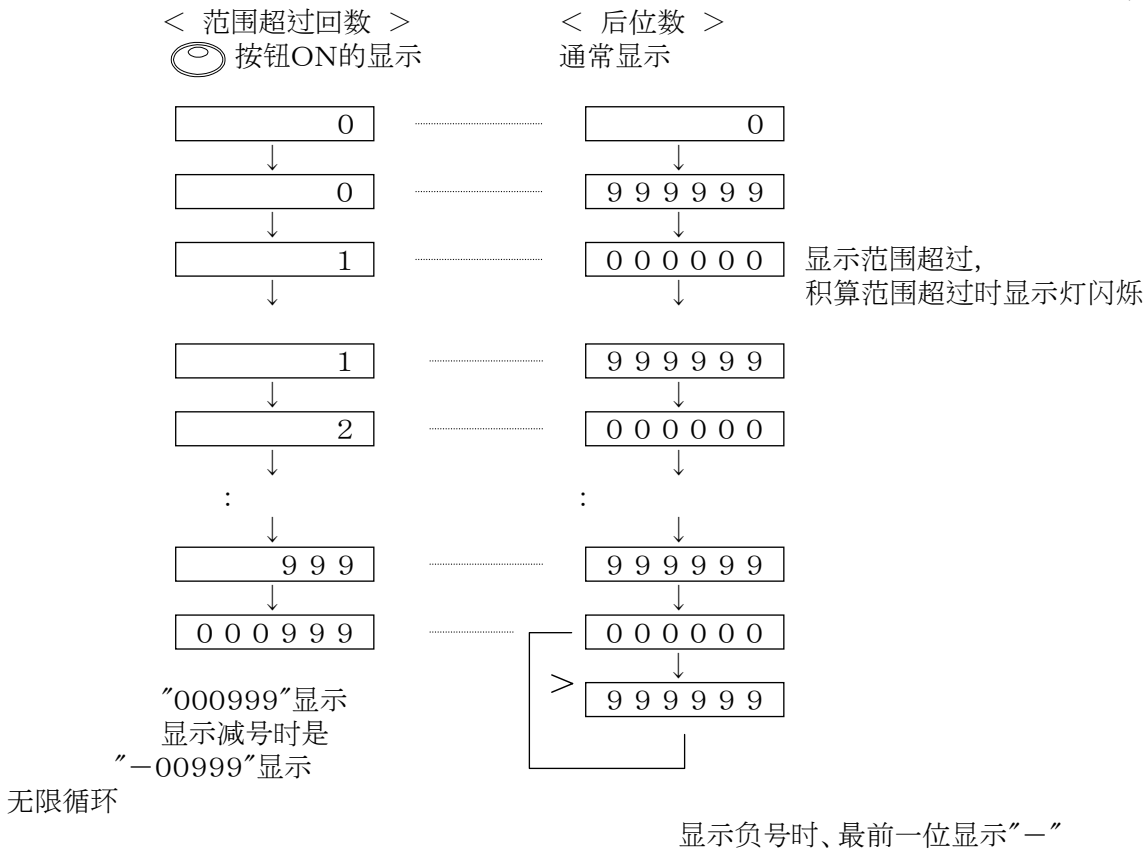 < 范围超过回数 >　< 后位数 >
按钮ON的显示　通常显示
0　0
0　999999
1　000000　显示范围超过,
积算范围超过时显示灯闪烁
1　999999
2　000000
:　:
999　999999
000999　000000
>
999999
"000999"显示
显示减号时是
"－00999"显示
无限循环
显示负号时、最前一位显示"－"